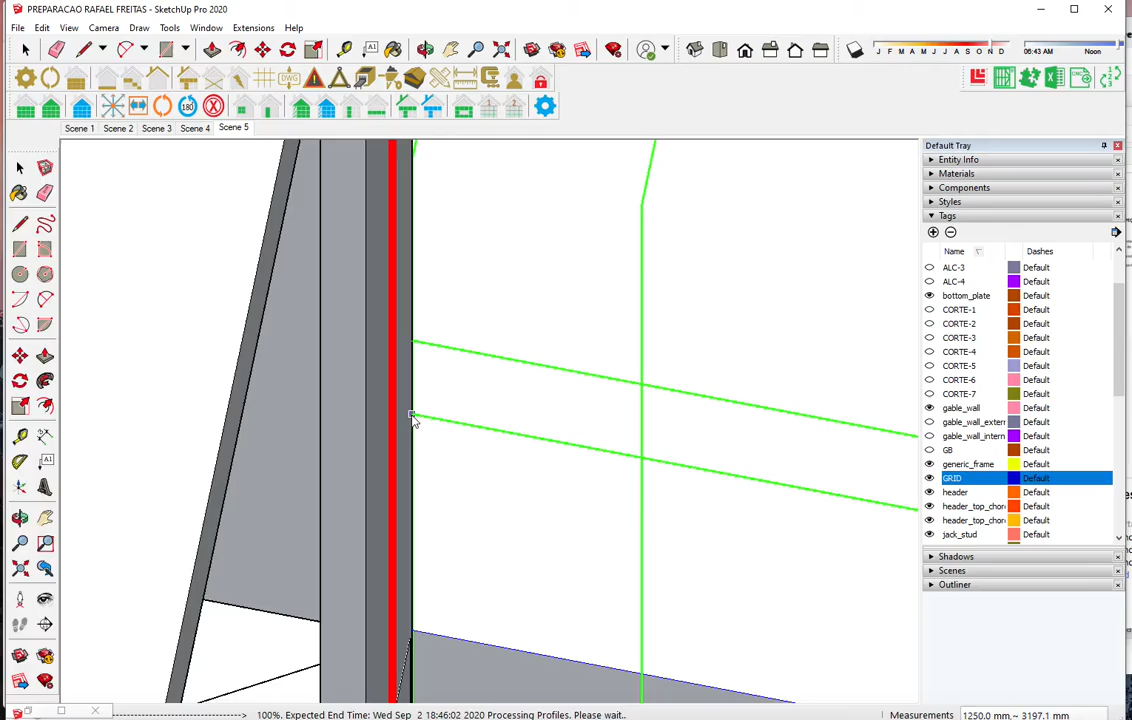 PREPARACAO RAFAEL FREITAS - SketchUp Pro 2020
File Edit View Camera Draw Tools Window Extensions Help
J F M A M J J A S O N D 06:43 AM Noon
DWG
180
1 2
Scene 1 Scene 2 Scene 3 Scene 4 Scene 5
Default Tray
Entity Info
Materials
Components
Styles
Tags
Name Dashes
ALC-3 Default
ALC-4 Default
bottom_plate Default
CORTE-1 Default
CORTE-2 Default
CORTE-3 Default
CORTE-4 Default
CORTE-5 Default
CORTE-6 Default
CORTE-7 Default
gable_wall Default
gable_wall_extern Default
gable_wall_intern Default
GB Default
generic_frame Default
GRID Default
header Default
header_top_chor Default
header_top_chor Default
jack_stud Default
Shadows
Scenes
Outliner
----------------------> 100%. Expected End Time: Wed Sep 2 18:46:02 2020 Processing Profiles, Please wait..
Measurements 1250.0 mm,~ 3197.1 mm